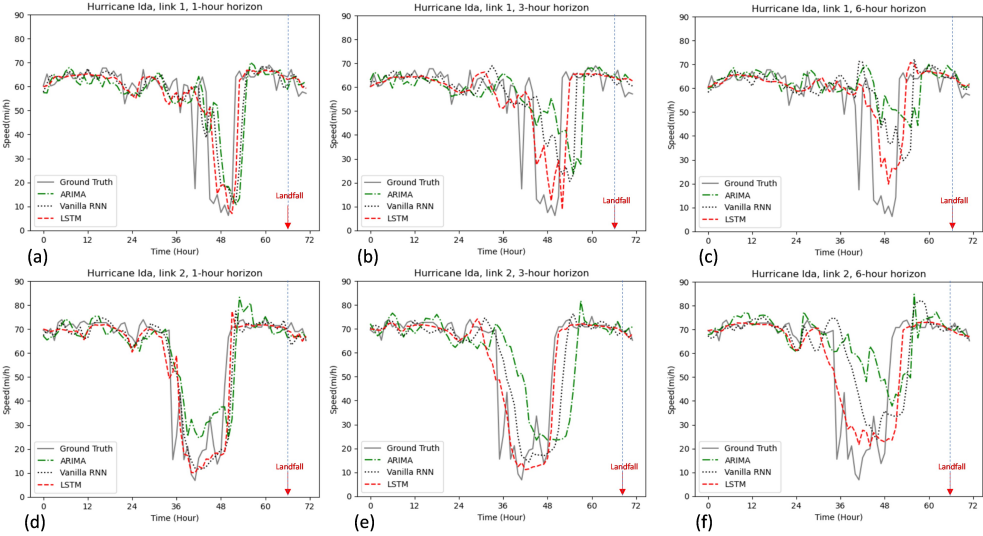 Hurricane Ida, link 1, 1-hour horizon
90
80
70
60
50
40
30
20
10
0
Speed(mi/h)
Ground Truth
ARIMA
Vanilla RNN
LSTM
Landfall
0 12 24 36 48 60 72
Time (Hour)
(a)
Hurricane Ida, link 1, 3-hour horizon
90
80
70
60
50
40
30
20
10
0
Speed(mi/h)
Ground Truth
ARIMA
Vanilla RNN
LSTM
Landfall
0 12 24 36 48 60 72
Time (Hour)
(b)
Hurricane Ida, link 1, 6-hour horizon
90
80
70
60
50
40
30
20
10
0
Speed(mi/h)
Ground Truth
ARIMA
Vanilla RNN
LSTM
Landfall
0 12 24 36 48 60 72
Time (Hour)
(c)
Hurricane Ida, link 2, 1-hour horizon
90
80
70
60
50
40
30
20
10
0
Speed(mi/h)
Ground Truth
ARIMA
Vanilla RNN
LSTM
Landfall
0 12 24 36 48 60 72
Time (Hour)
(d)
Hurricane Ida, link 2, 3-hour horizon
90
80
70
60
50
40
30
20
10
0
Speed(mi/h)
Ground Truth
ARIMA
Vanilla RNN
LSTM
Landfall
0 12 24 36 48 60 72
Time (Hour)
(e)
Hurricane Ida, link 2, 6-hour horizon
90
80
70
60
50
40
30
20
10
0
Speed(mi/h)
Ground Truth
ARIMA
Vanilla RNN
LSTM
Landfall
0 12 24 36 48 60 72
Time (Hour)
(f)